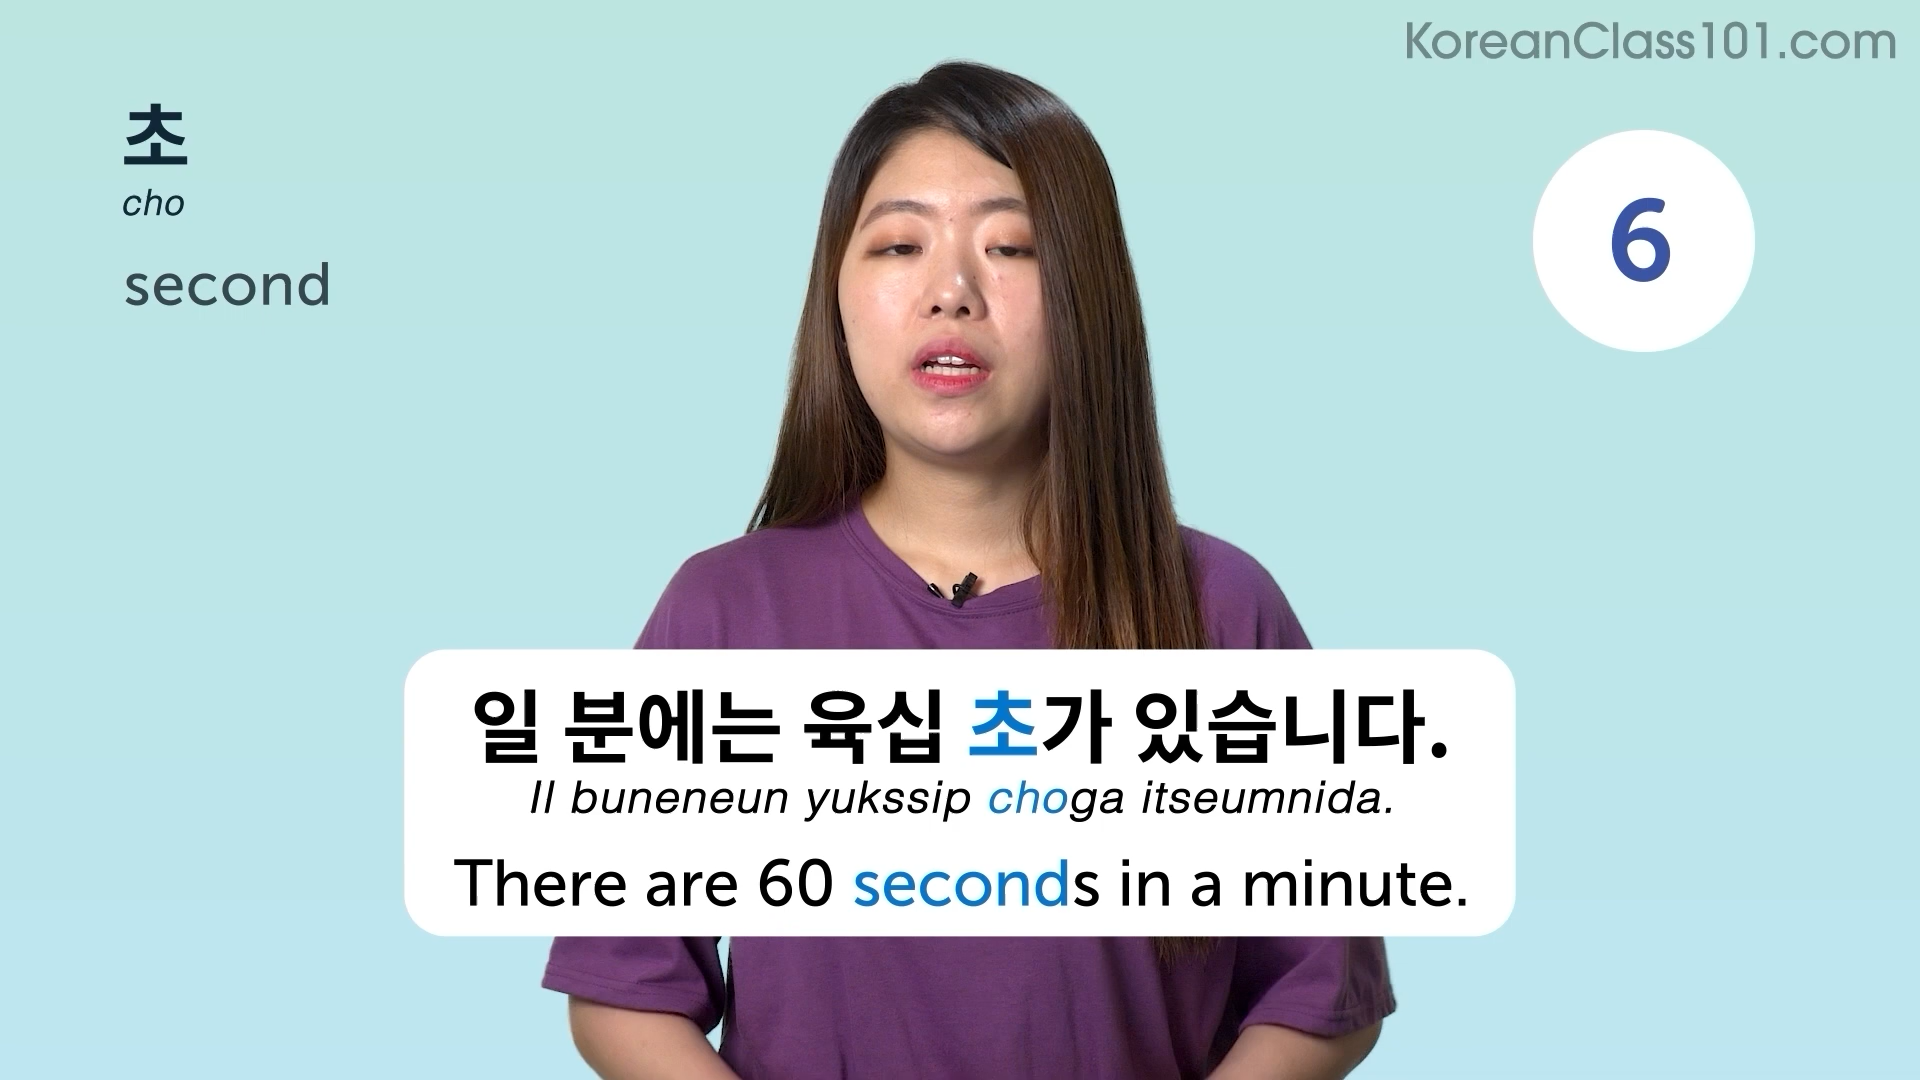 KoreanClass101.com
초
cho
second
6
일 분에는 육십 초가 있습니다.
Il buneneun yukssip choga itseumnida.
There are 60 seconds in a minute.